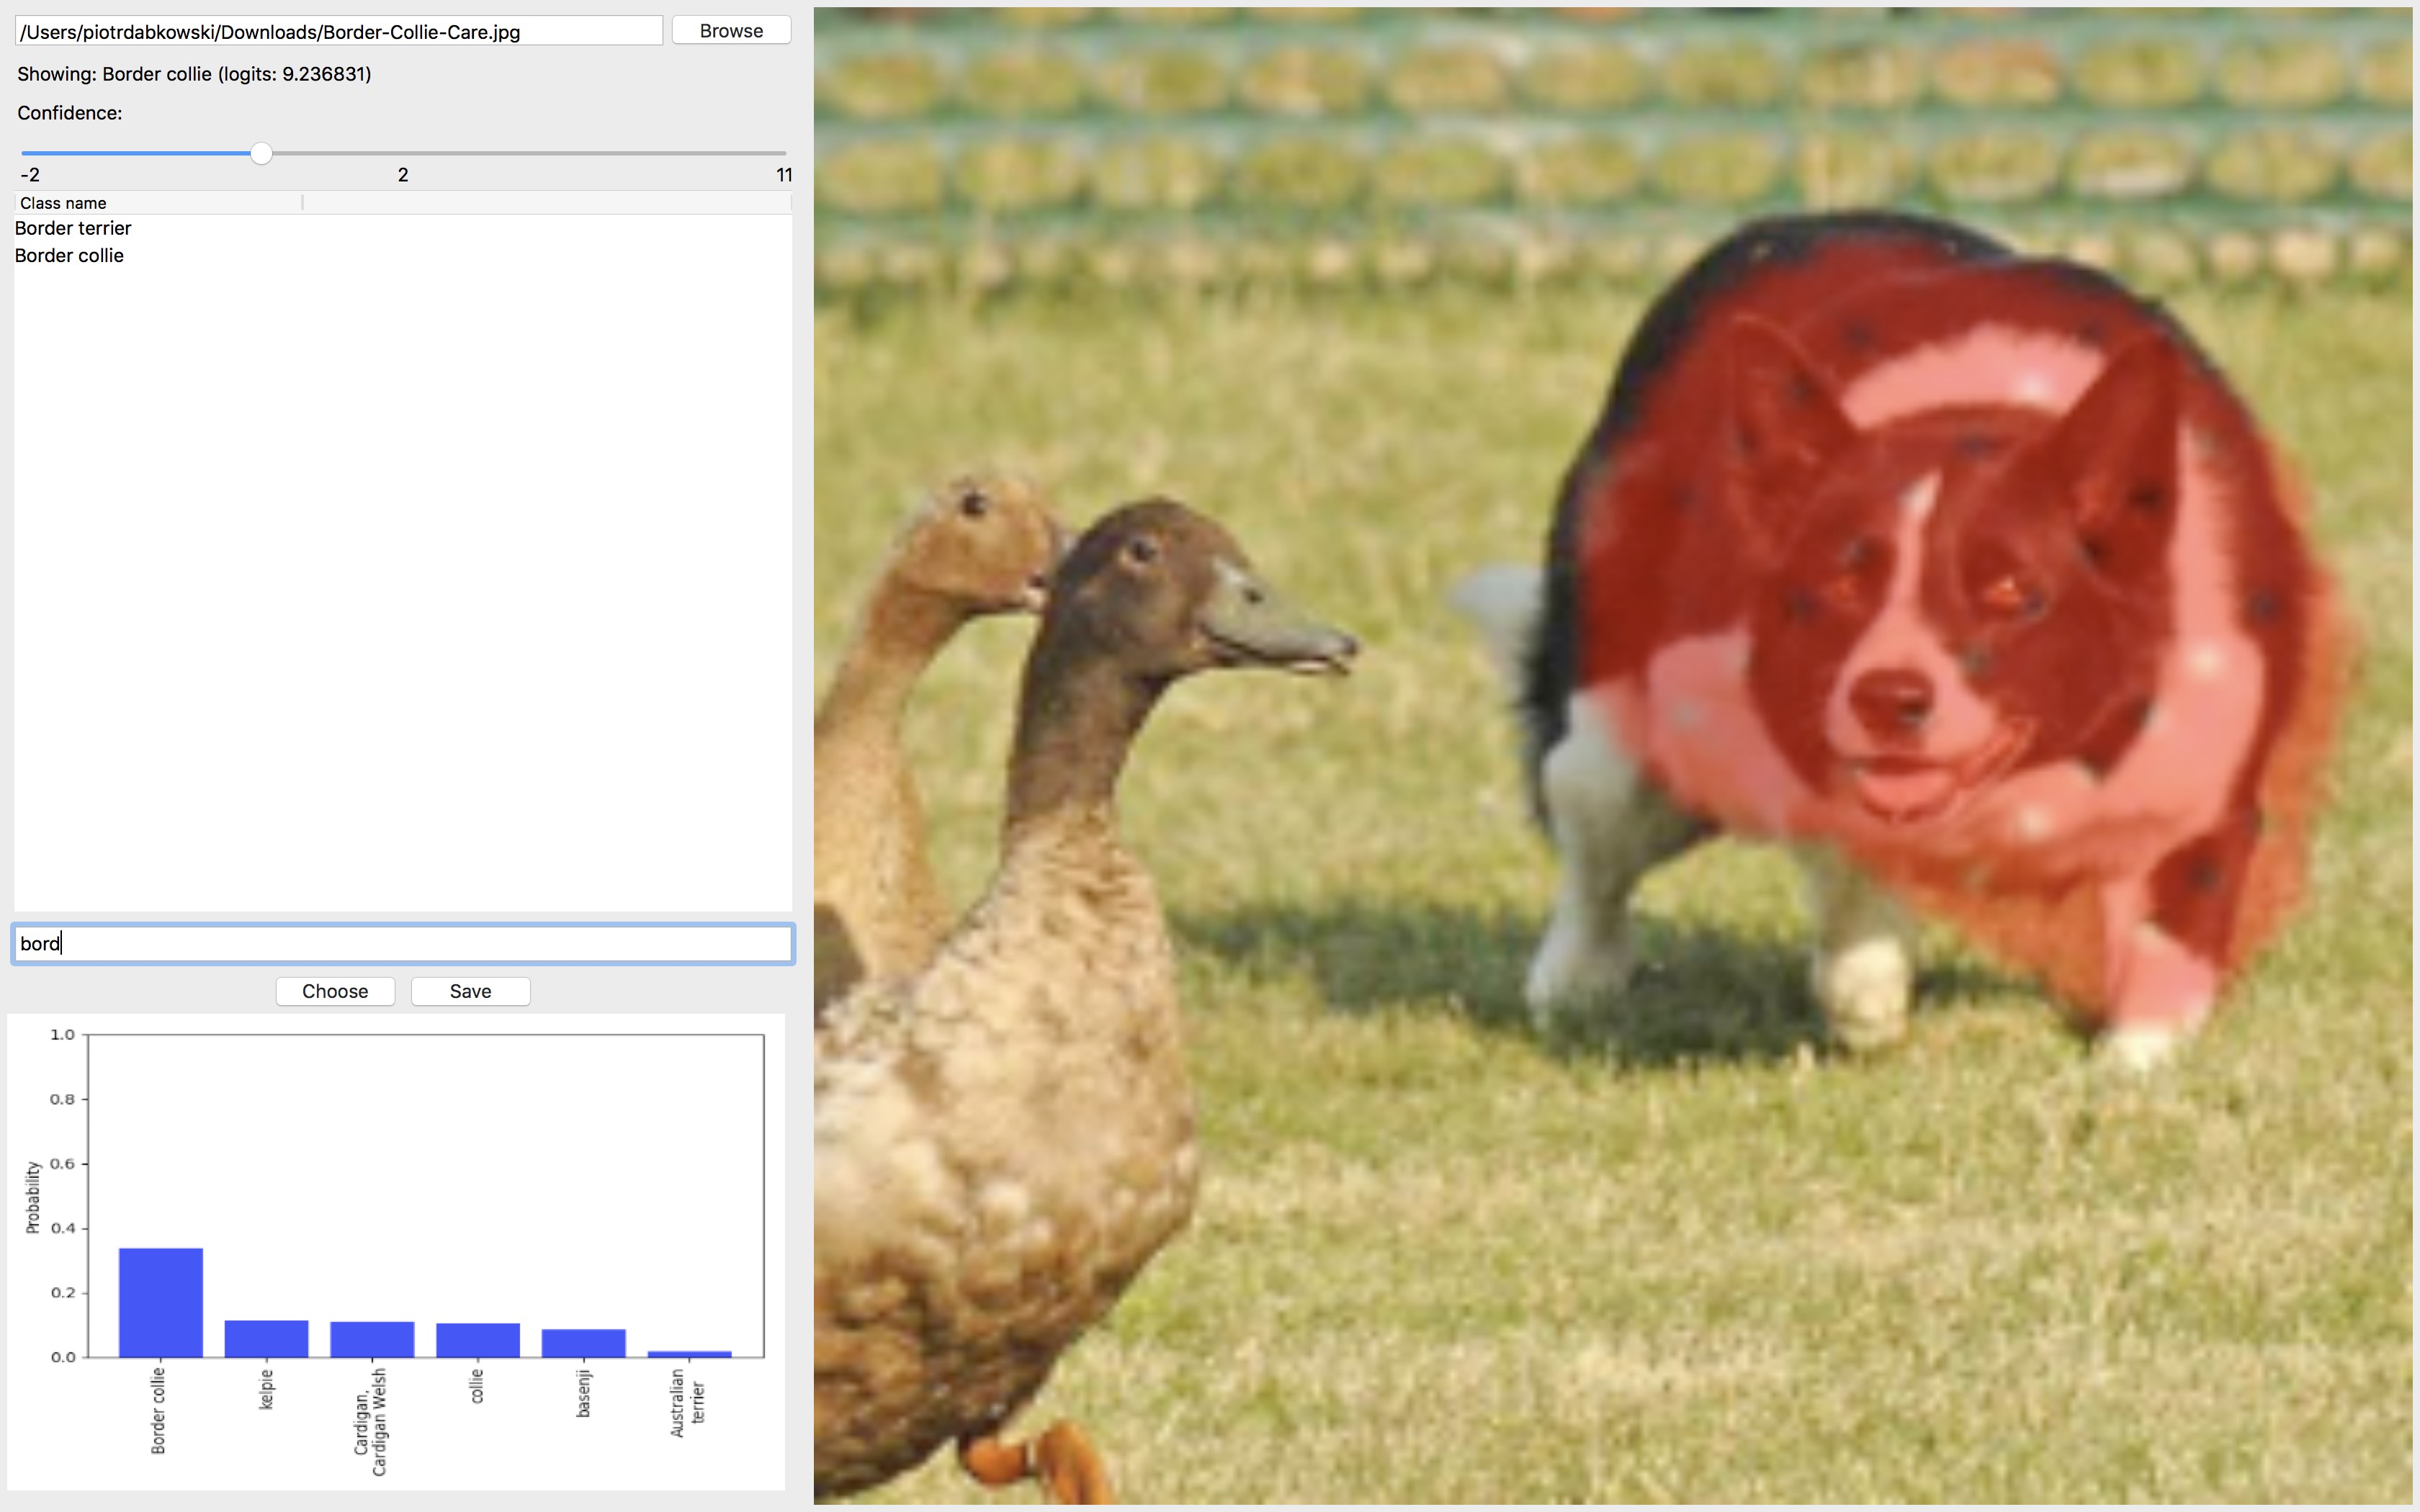 /Users/piotrdabkowski/Downloads/Border-Collie-Care.jpg Browse
Showing: Border collie (logits: 9.236831)
Confidence:
-2 2 11
Class name
Border terrier
Border collie
bord
Choose Save
1.0
0.8
0.6
0.4
0.2
0.0
Probability
Border collie
kelpie
Cardigan,
Cardigan Welsh
collie
basenji
Australian
terrier